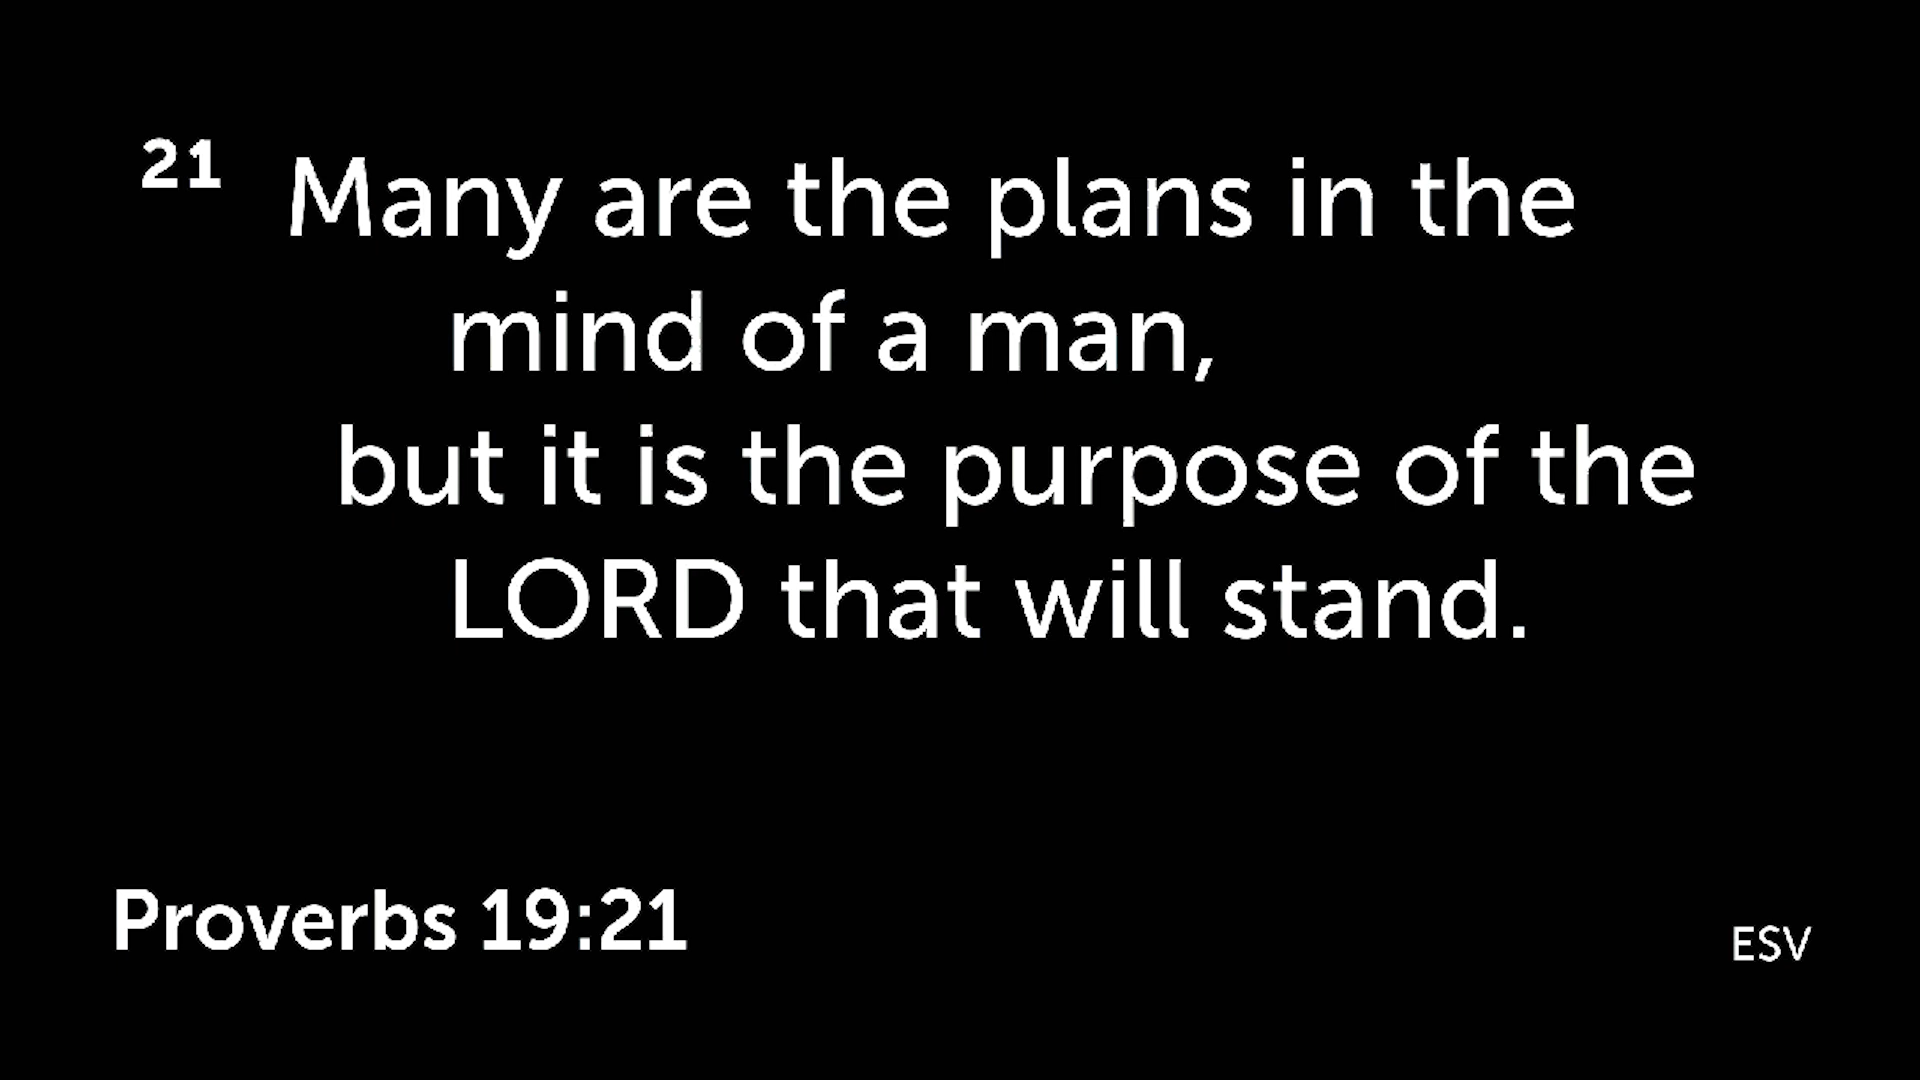 21 Many are the plans in the
mind of a man,
but it is the purpose of the
LORD that will stand.
Proverbs 19:21
ESV